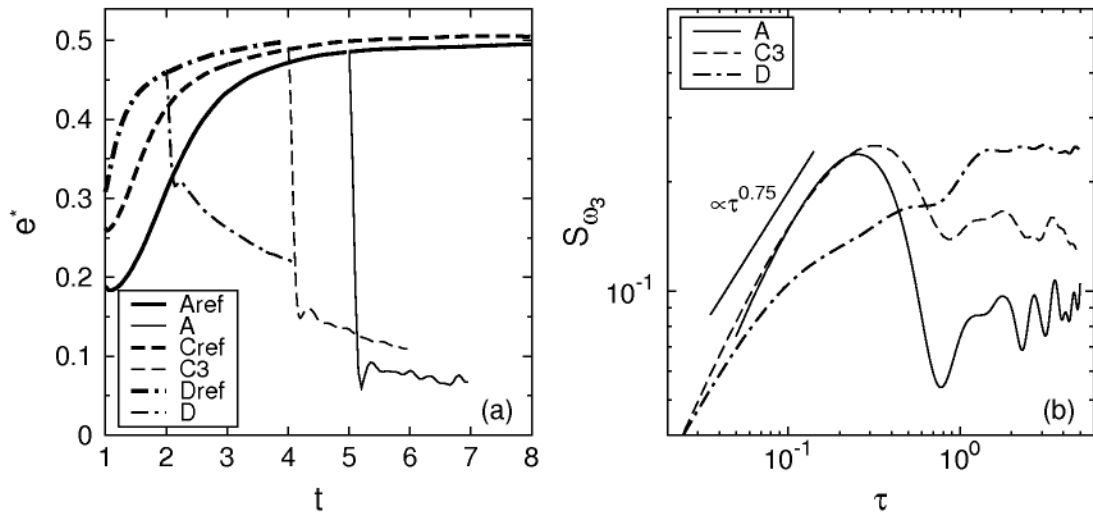 0.5
0.4
0.3
0.2
0.1
0
e*
Aref
A
Cref
C3
Dref
D
(a)
1 2 3 4 5 6 7 8
t
A
C3
D
∝τ^0.75
S_ω3
10^-1
(b)
10^-1 10^0
τ